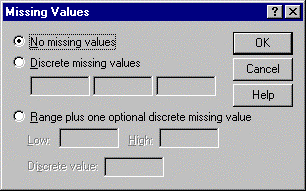 Missing Values
No missing values
OK
Discrete missing values
Cancel
Help
Range plus one optional discrete missing value
Low: High:
Discrete value: